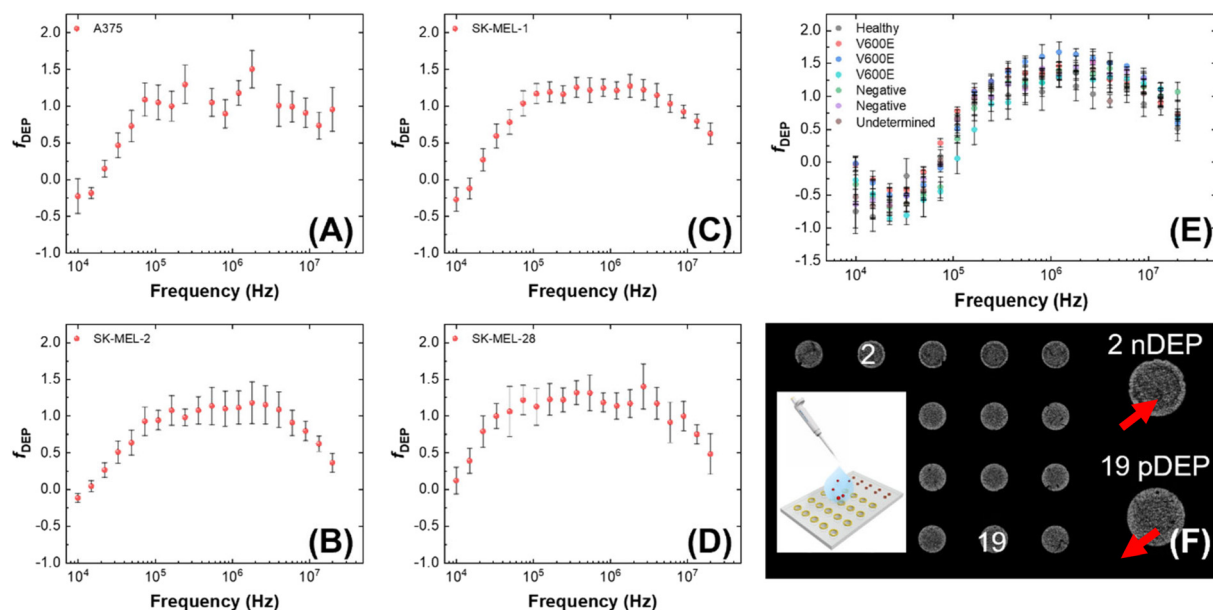 A375
2.0
1.5
1.0
0.5
0.0
-0.5
-1.0
fDEP
10⁴
10⁵
10⁶
10⁷
Frequency (Hz)
(A)
SK-MEL-1
2.0
1.5
1.0
0.5
0.0
-0.5
-1.0
fDEP
10⁴
10⁵
10⁶
10⁷
Frequency (Hz)
(C)
Healthy
V600E
V600E
V600E
Negative
Negative
Undetermined
2.0
1.5
1.0
0.5
0.0
-0.5
-1.0
-1.5
fDEP
10⁴
10⁵
10⁶
10⁷
Frequency (Hz)
(E)
SK-MEL-2
2.0
1.5
1.0
0.5
0.0
-0.5
-1.0
fDEP
10⁴
10⁵
10⁶
10⁷
Frequency (Hz)
(B)
SK-MEL-28
2.0
1.5
1.0
0.5
0.0
-0.5
-1.0
fDEP
10⁴
10⁵
10⁶
10⁷
Frequency (Hz)
(D)
2
2 nDEP
19 pDEP
19
(F)